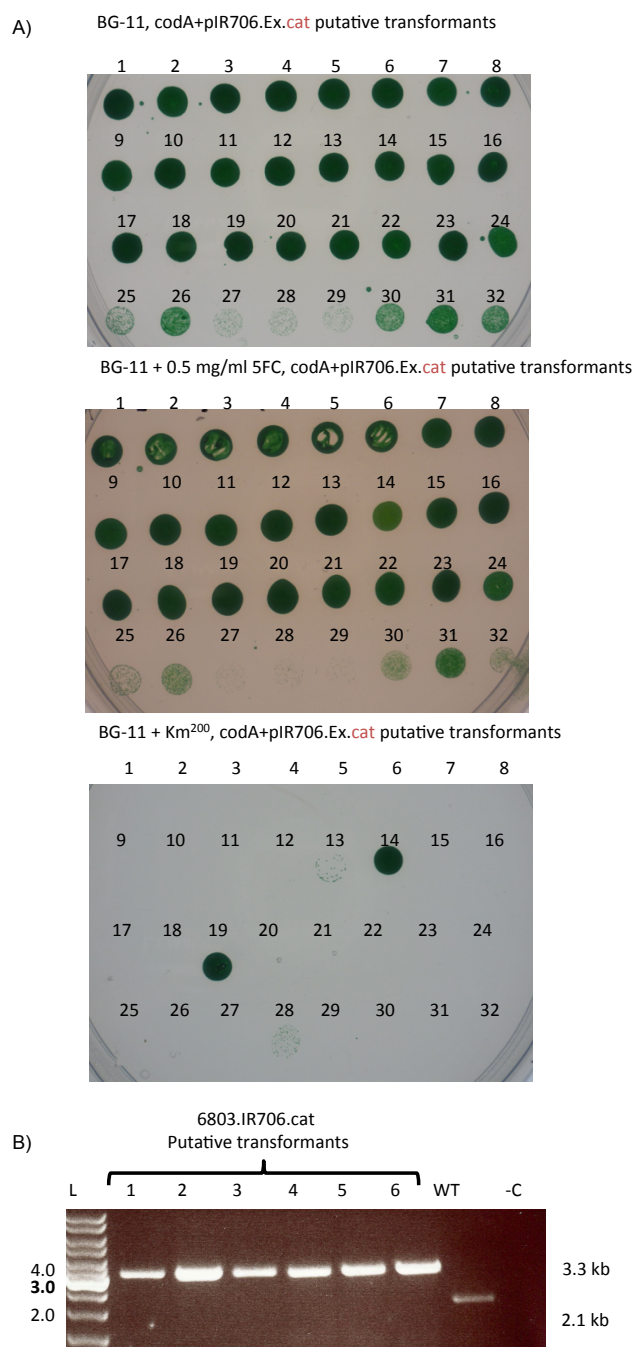 A)
BG-11, codA+pIR706.Ex.cat putative transformants
1 2 3 4 5 6 7 8
9 10 11 12 13 14 15 16
17 18 19 20 21 22 23 24
25 26 27 28 29 30 31 32
BG-11 + 0.5 mg/ml 5FC, codA+pIR706.Ex.cat putative transformants
1 2 3 4 5 6 7 8
9 10 11 12 13 14 15 16
17 18 19 20 21 22 23 24
25 26 27 28 29 30 31 32
BG-11 + Km²⁰⁰, codA+pIR706.Ex.cat putative transformants
1 2 3 4 5 6 7 8
9 10 11 12 13 14 15 16
17 18 19 20 21 22 23 24
25 26 27 28 29 30 31 32
6803.IR706.cat
B) Putative transformants
L 1 2 3 4 5 6 WT -C
4.0 3.3 kb
3.0
2.0 2.1 kb